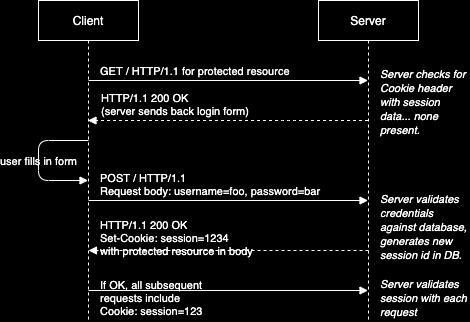 Client
Server
GET / HTTP/1.1 for protected resource
Server checks for
Cookie header
with session
data... none
present.
HTTP/1.1 200 OK
(server sends back login form)
user fills in form
POST / HTTP/1.1
Request body: username=foo, password=bar
Server validates
credentials
against database,
generates new
session id in DB.
HTTP/1.1 200 OK
Set-Cookie: session=1234
with protected resource in body
If OK, all subsequent
requests include
Cookie: session=123
Server validates
session with each
request